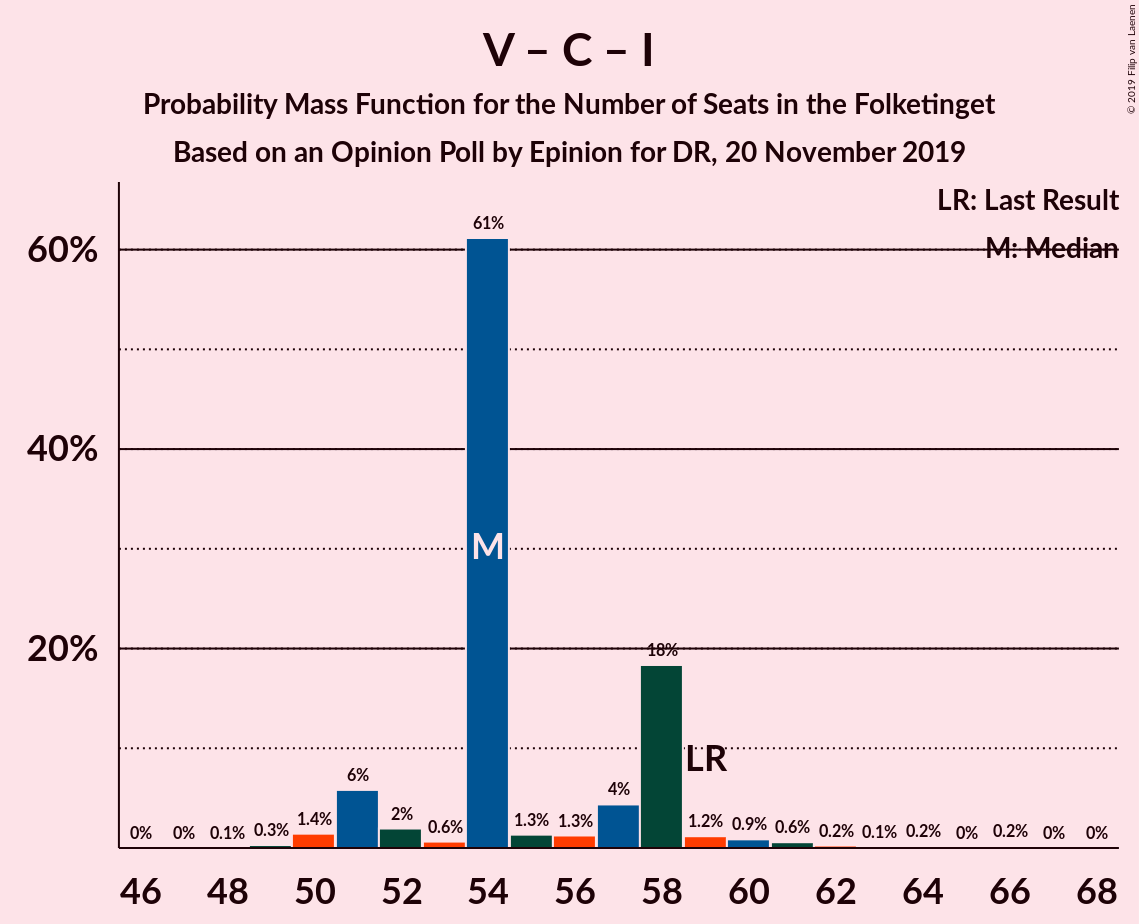 V – C – I
Probability Mass Function for the Number of Seats in the Folketinget
Based on an Opinion Poll by Epinion for DR, 20 November 2019
© 2019 Filip van Laenen
LR: Last Result
M: Median
60%
40%
20%
0% 0% 0.1% 0.3% 1.4% 6% 2% 0.6% 61% 1.3% 1.3% 4% 18% 1.2% 0.9% 0.6% 0.2% 0.1% 0.2% 0% 0.2% 0% 0%
M
LR
46 48 50 52 54 56 58 60 62 64 66 68